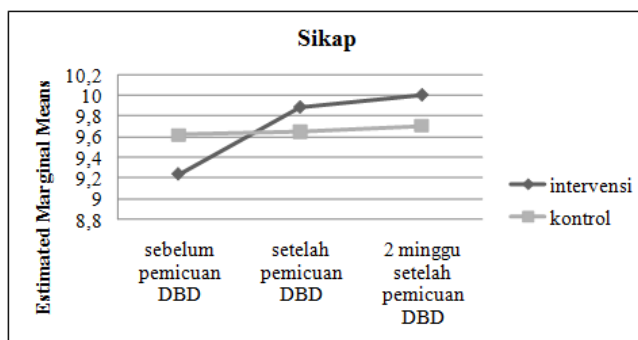 Sikap
Estimated Marginal Means
10,2
10
9,8
9,6
9,4
9,2
9
8,8
sebelum
pemicuan
DBD
setelah
pemicuan
DBD
2 minggu
setelah
pemicuan
DBD
intervensi
kontrol